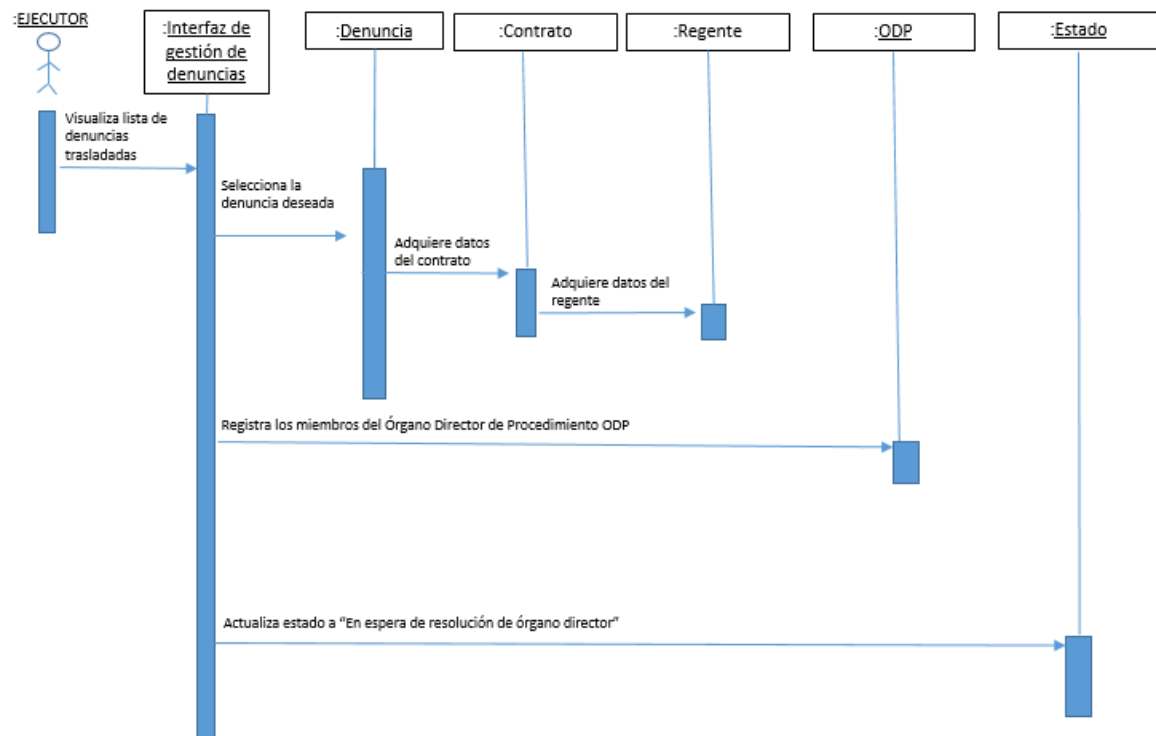 :EJECUTOR
:Interfaz de
gestión de
denuncias
:Denuncia
:Contrato
:Regente
:ODP
:Estado
Visualiza lista de
denuncias
trasladadas
Selecciona la
denuncia deseada
Adquiere datos
del contrato
Adquiere datos del
regente
Registra los miembros del Órgano Director de Procedimiento ODP
Actualiza estado a “En espera de resolución de órgano director”